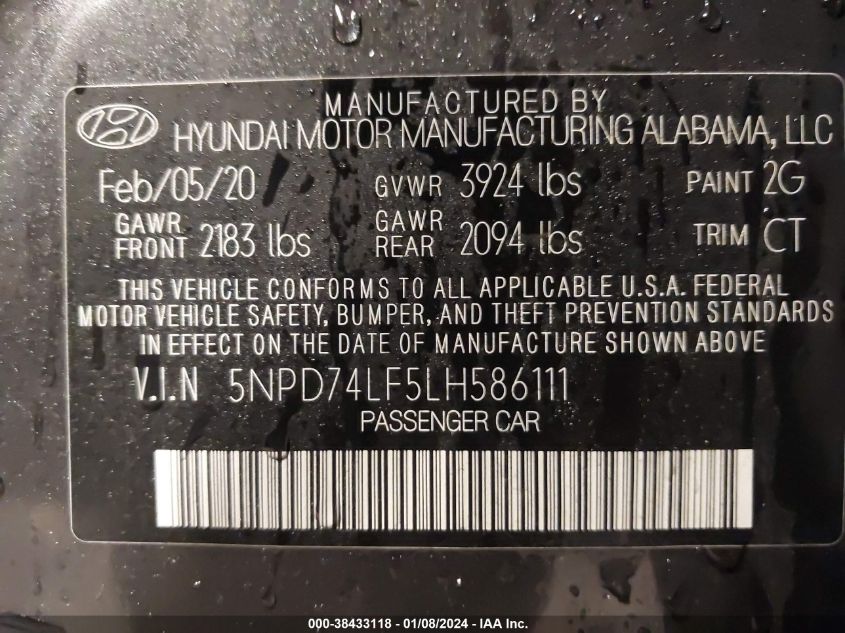 MANUFACTURED BY
HYUNDAI MOTOR MANUFACTURING ALABAMA, LLC
Feb/05/20 GVWR 3924 lbs PAINT 2G
GAWR FRONT 2183 lbs GAWR REAR 2094 lbs TRIM CT
THIS VEHICLE CONFORMS TO ALL APPLICABLE U.S.A. FEDERAL
MOTOR VEHICLE SAFETY, BUMPER, AND THEFT PREVENTION STANDARDS
IN EFFECT ON THE DATE OF MANUFACTURE SHOWN ABOVE
V.I.N 5NPD74LF5LH586111
PASSENGER CAR
000-38433118 - 01/08/2024 - IAA Inc.